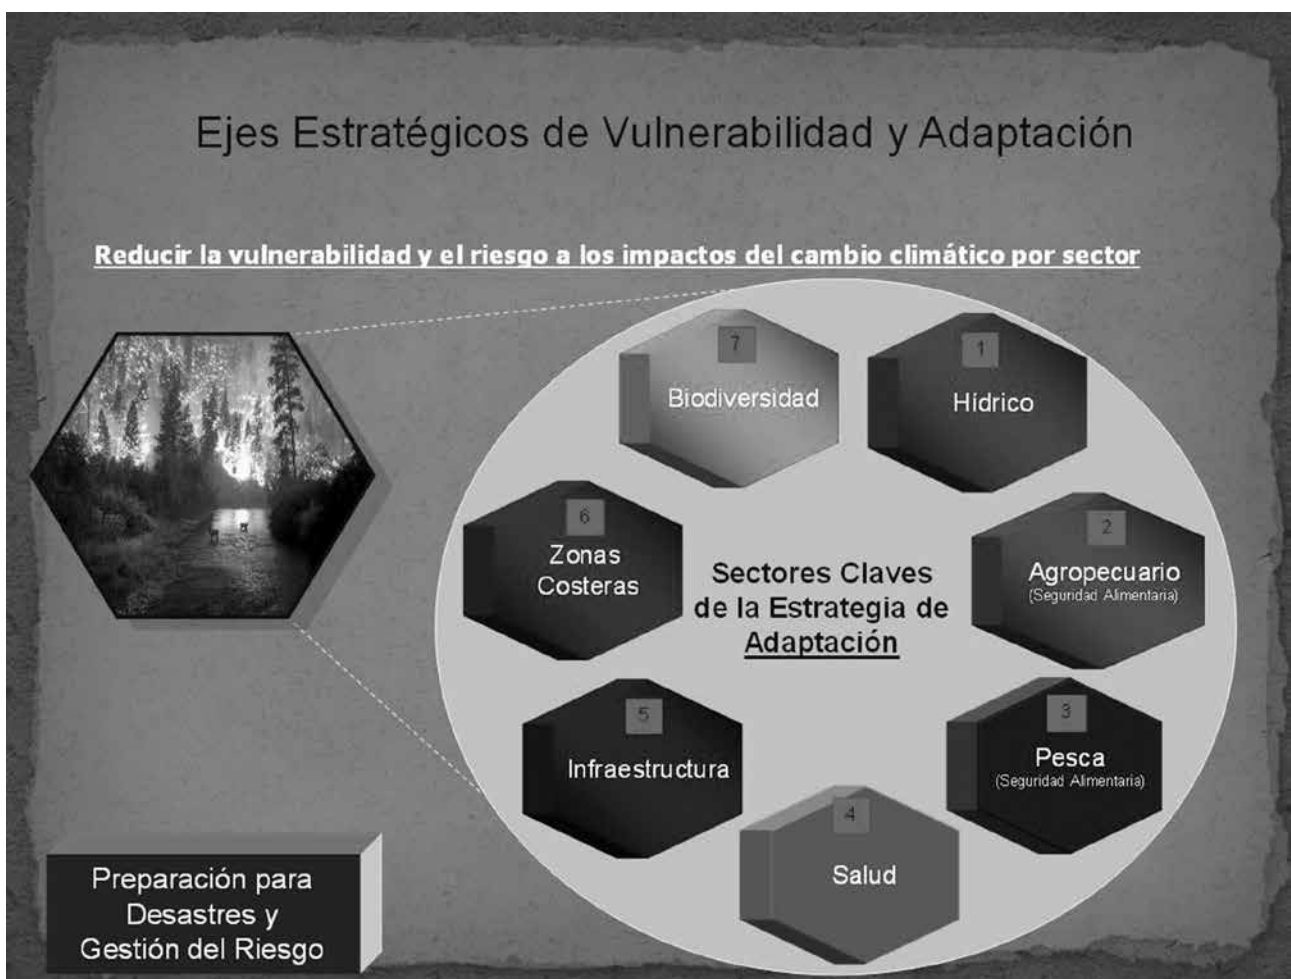 Ejes Estratégicos de Vulnerabilidad y Adaptación
Reducir la vulnerabilidad y el riesgo a los impactos del cambio climático por sector
7
Biodiversidad
1
Hídrico
6
Zonas
Costeras
Sectores Claves
de la Estrategia de
Adaptación
2
Agropecuario
(Seguridad Alimentaria)
5
Infraestructura
3
Pesca
(Seguridad Alimentaria)
4
Salud
Preparación para
Desastres y
Gestión del Riesgo